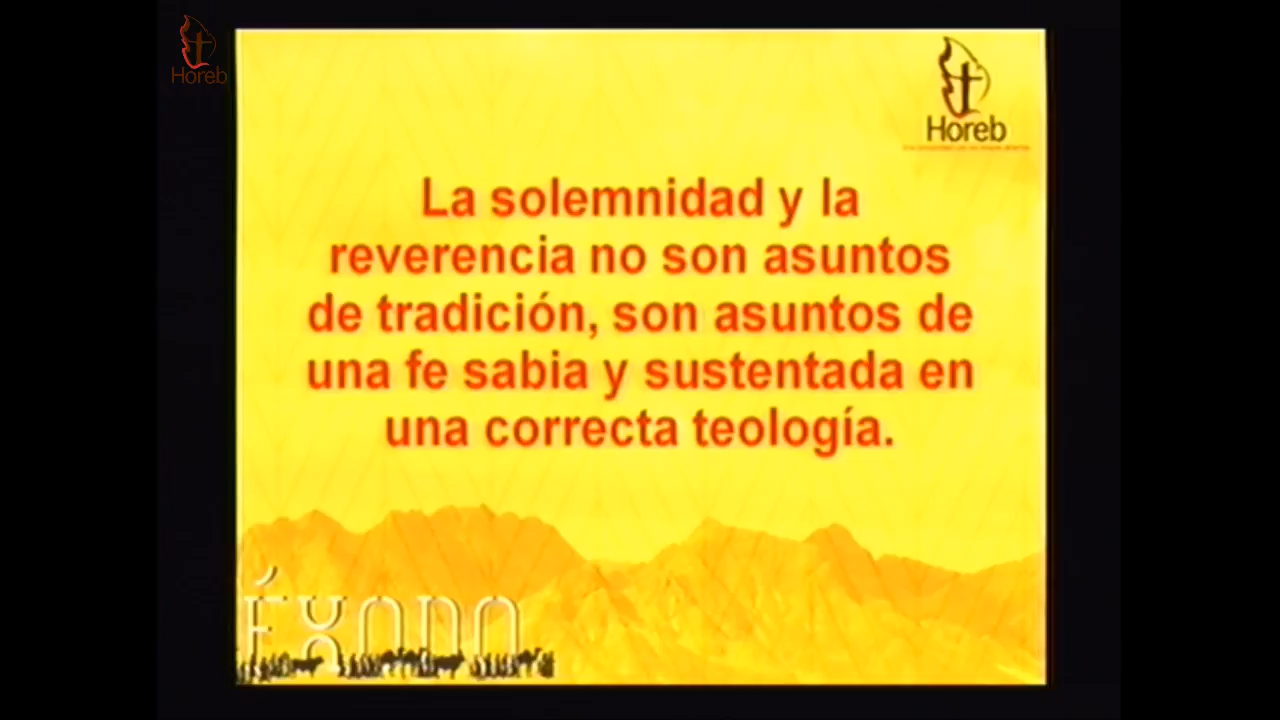 Horeb
Horeb
La solemnidad y la
reverencia no son asuntos
de tradición, son asuntos de
una fe sabia y sustentada en
una correcta teología.
ÉXODO